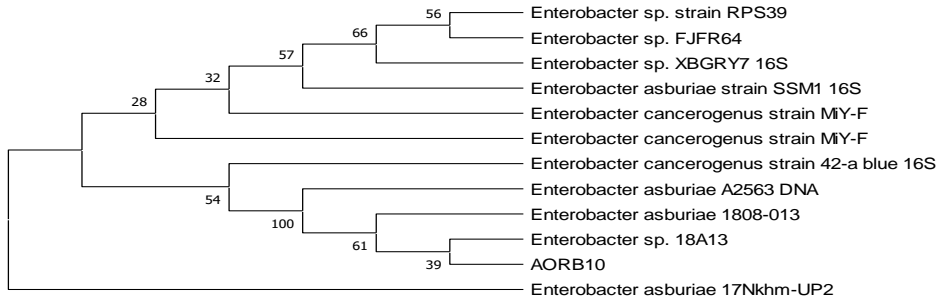 56
Enterobacter sp. strain RPS39
Enterobacter sp. FJFR64
66
Enterobacter sp. XBGRY7 16S
57
Enterobacter asburiae strain SSM1 16S
32
Enterobacter cancerogenus strain MiY-F
28
Enterobacter cancerogenus strain MiY-F
Enterobacter cancerogenus strain 42-a blue 16S
54
Enterobacter asburiae A2563 DNA
100
Enterobacter asburiae 1808-013
61
Enterobacter sp. 18A13
39
AORB10
Enterobacter asburiae 17Nkhm-UP2